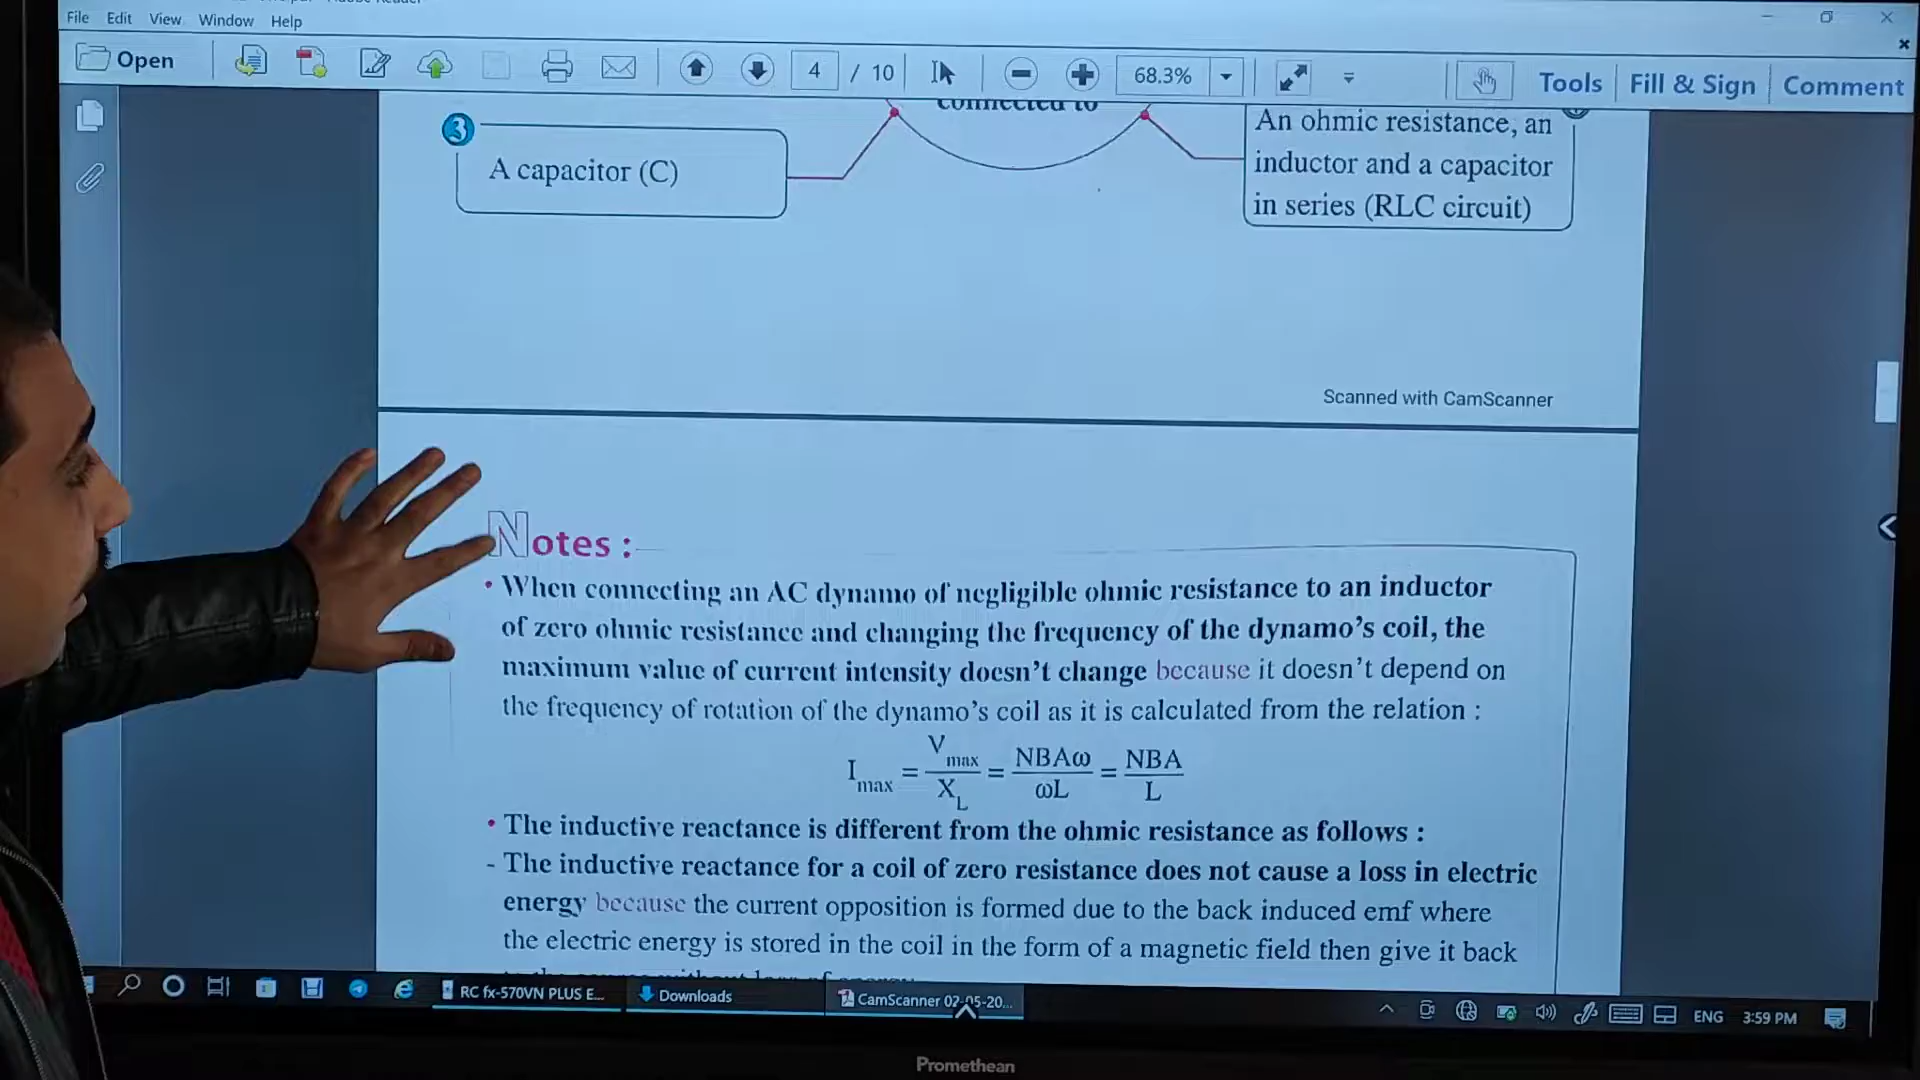 File Edit View Window Help
Open
4 / 10
68.3%
Tools
Fill & Sign
Comment
connected to
3
A capacitor (C)
An ohmic resistance, an
inductor and a capacitor
in series (RLC circuit)
Scanned with CamScanner
Notes :
• When connecting an AC dynamo of negligible ohmic resistance to an inductor
of zero ohmic resistance and changing the frequency of the dynamo's coil, the
maximum value of current intensity doesn't change because it doesn't depend on
the frequency of rotation of the dynamo's coil as it is calculated from the relation :
I max = V max / X L = NBAω / ωL = NBA / L
• The inductive reactance is different from the ohmic resistance as follows :
- The inductive reactance for a coil of zero resistance does not cause a loss in electric
energy because the current opposition is formed due to the back induced emf where
the electric energy is stored in the coil in the form of a magnetic field then give it back
RC fx-570VN PLUS E...
Downloads
CamScanner 02-05-20...
ENG
3:59 PM
Promethean